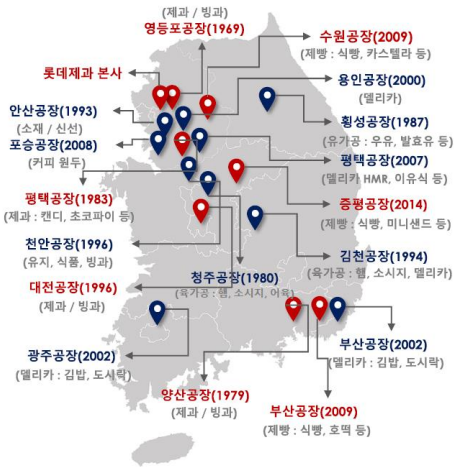 (제과 / 빙과)
영등포공장(1969)
수원공장(2009)
(제빵 : 식빵, 카스텔라 등)
롯데제과 본사
용인공장(2000)
(델리카)
안산공장(1993)
(소재 / 신선)
횡성공장(1987)
(유가공 : 우유, 발효유 등)
포승공장(2008)
(커피 원두)
평택공장(2007)
(델리카 HMR, 이유식 등)
평택공장(1983)
(제과 : 캔디, 초코파이 등)
증평공장(2014)
(제빵 : 식빵, 미니샌드 등)
천안공장(1996)
(유지, 식품, 빙과)
김천공장(1994)
(육가공 : 햄, 소시지, 델리카)
청주공장(1980)
(육가공 : 햄, 소시지, 어육)
대전공장(1996)
(제과 / 빙과)
광주공장(2002)
(델리카 : 김밥, 도시락)
부산공장(2002)
(델리카 : 김밥, 도시락)
양산공장(1979)
(제과 / 빙과)
부산공장(2009)
(제빵 : 식빵, 호떡 등)